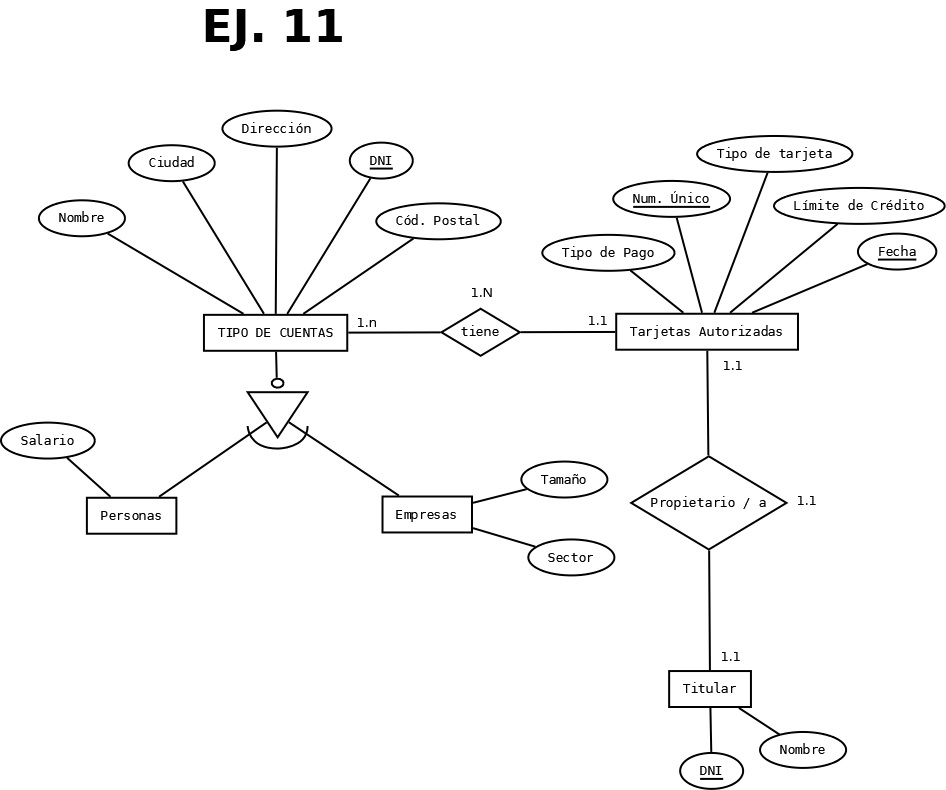 EJ. 11
Dirección
Ciudad
DNI
Nombre
Cód. Postal
Tipo de tarjeta
Num. Único
Límite de Crédito
Tipo de Pago
Fecha
1.N
TIPO DE CUENTAS
1.n
tiene
1.1
Tarjetas Autorizadas
1.1
Salario
Personas
Empresas
Tamaño
Sector
Propietario / a
1.1
1.1
Titular
DNI
Nombre